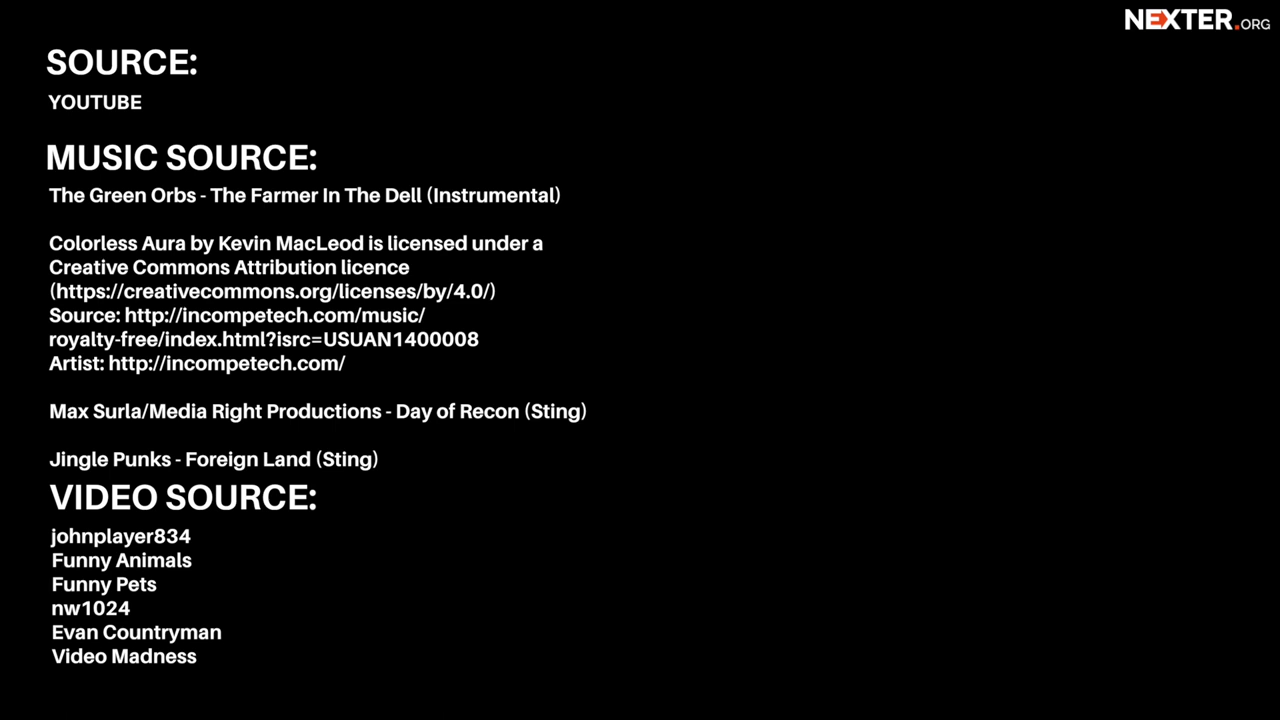 NEXTER.ORG
SOURCE:
YOUTUBE
MUSIC SOURCE:
The Green Orbs - The Farmer In The Dell (Instrumental)
Colorless Aura by Kevin MacLeod is licensed under a
Creative Commons Attribution licence
(https://creativecommons.org/licenses/by/4.0/)
Source: http://incompetech.com/music/
royalty-free/index.html?isrc=USUAN1400008
Artist: http://incompetech.com/
Max Surla/Media Right Productions - Day of Recon (Sting)
Jingle Punks - Foreign Land (Sting)
VIDEO SOURCE:
johnplayer834
Funny Animals
Funny Pets
nw1024
Evan Countryman
Video Madness